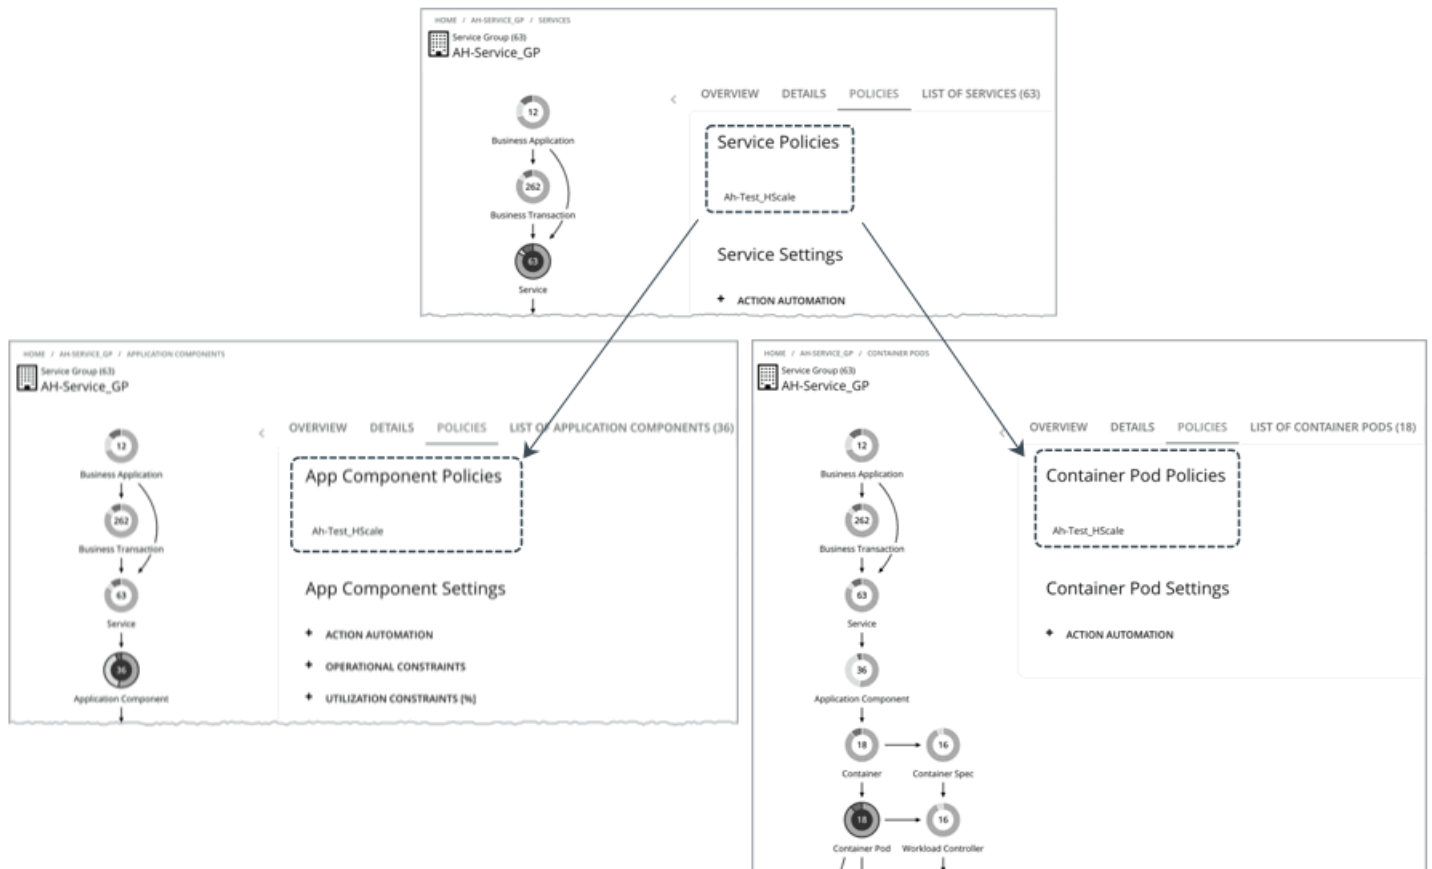 HOME / AH-SERVICE_GP / SERVICES
Service Group (63)
AH-Service_GP
OVERVIEW DETAILS POLICIES LIST OF SERVICES (63)
12
Business Application
262
Business Transaction
63
Service
Service Policies
Ah-Test_HScale
Service Settings
+ ACTION AUTOMATION
HOME / AH-SERVICE_GP / APPLICATION COMPONENTS
Service Group (63)
AH-Service_GP
OVERVIEW DETAILS POLICIES LIST OF APPLICATION COMPONENTS (36)
12
Business Application
262
Business Transaction
63
Service
36
Application Component
App Component Policies
Ah-Test_HScale
App Component Settings
+ ACTION AUTOMATION
+ OPERATIONAL CONSTRAINTS
+ UTILIZATION CONSTRAINTS [%]
HOME / AH-SERVICE_GP / CONTAINER PODS
Service Group (63)
AH-Service_GP
OVERVIEW DETAILS POLICIES LIST OF CONTAINER PODS (18)
12
Business Application
262
Business Transaction
63
Service
36
Application Component
18 16
Container Container Spec
18 16
Container Pod Workload Controller
Container Pod Policies
Ah-Test_HScale
Container Pod Settings
+ ACTION AUTOMATION